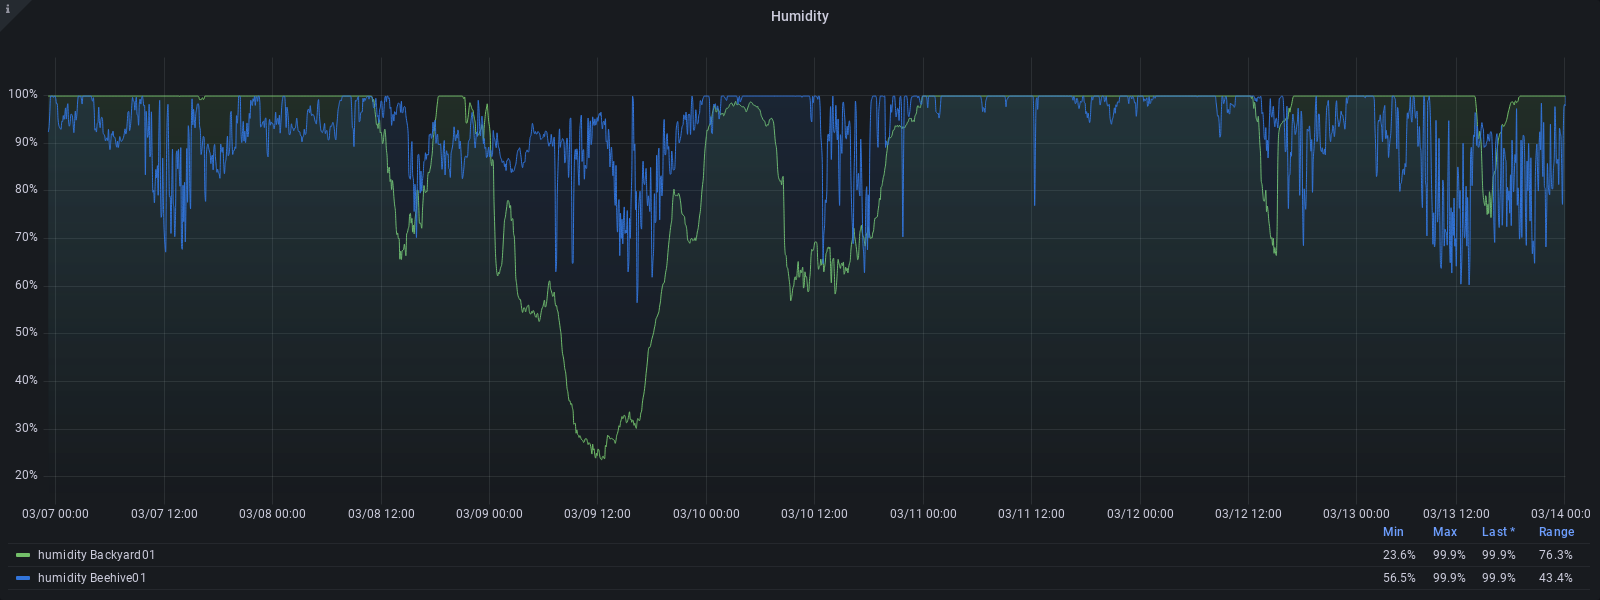 i
Humidity
100%
90%
80%
70%
60%
50%
40%
30%
20%
03/07 00:00 03/07 12:00 03/08 00:00 03/08 12:00 03/09 00:00 03/09 12:00 03/10 00:00 03/10 12:00 03/11 00:00 03/11 12:00 03/12 00:00 03/12 12:00 03/13 00:00 03/13 12:00 03/14 00:0
Min Max Last * Range
humidity Backyard01 23.6% 99.9% 99.9% 76.3%
humidity Beehive01 56.5% 99.9% 99.9% 43.4%